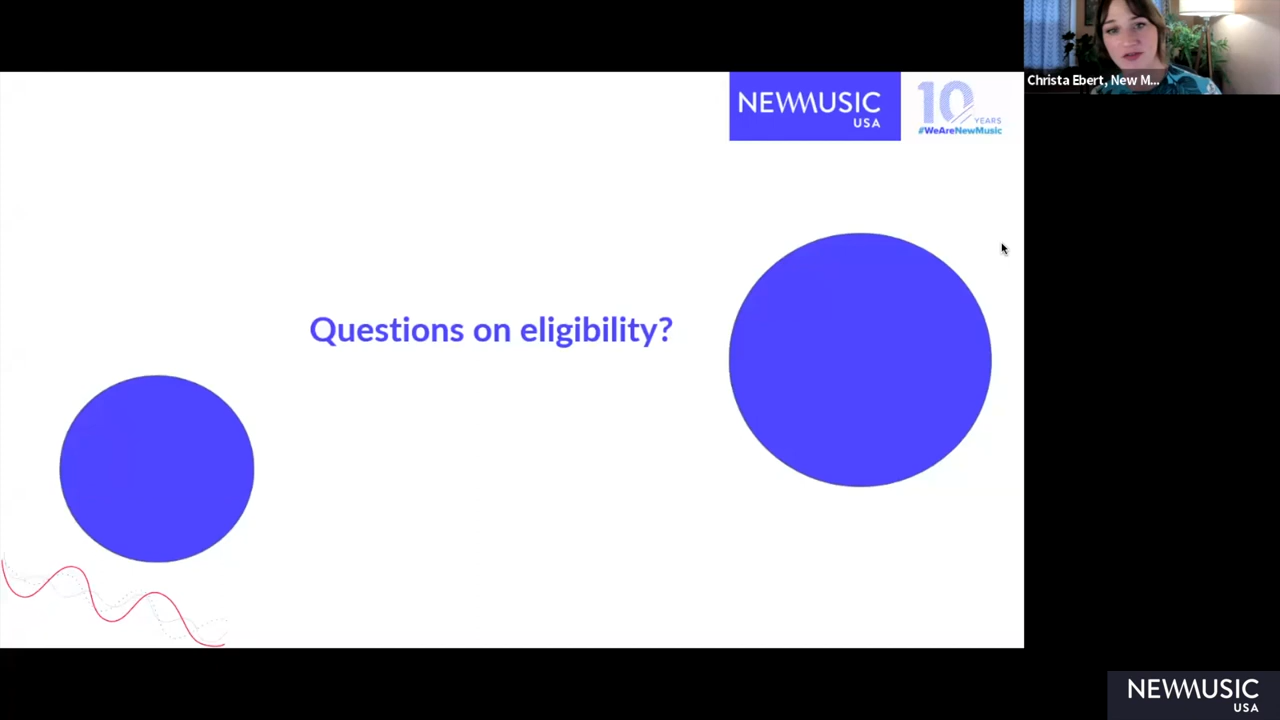 Christa Ebert, New M...
NEWMUSIC
USA
10
YEARS
#WeAreNewMusic
Questions on eligibility?
NEWMUSIC
USA